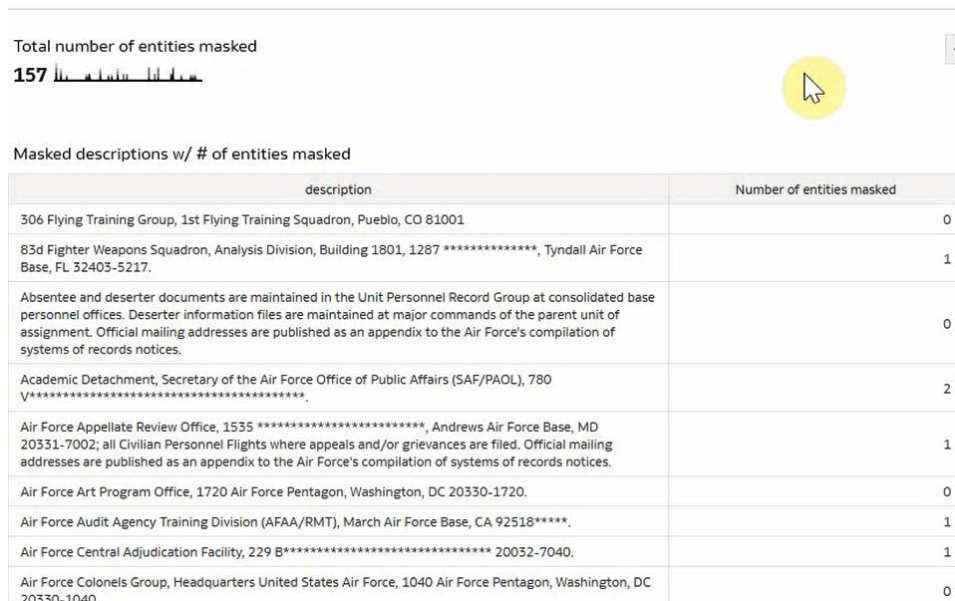 Total number of entities masked
157
Masked descriptions w/ # of entities masked
description Number of entities masked
306 Flying Training Group, 1st Flying Training Squadron, Pueblo, CO 81001 0
83d Fighter Weapons Squadron, Analysis Division, Building 1801, 1287 **************, Tyndall Air Force
Base, FL 32403-5217. 1
Absentee and deserter documents are maintained in the Unit Personnel Record Group at consolidated base
personnel offices. Deserter information files are maintained at major commands of the parent unit of
assignment. Official mailing addresses are published as an appendix to the Air Force's compilation of
systems of records notices. 0
Academic Detachment, Secretary of the Air Force Office of Public Affairs (SAF/PAOL), 780
V******************************************. 2
Air Force Appellate Review Office, 1535 *************************, Andrews Air Force Base, MD
20331-7002; all Civilian Personnel Flights where appeals and/or grievances are filed. Official mailing
addresses are published as an appendix to the Air Force's compilation of systems of records notices. 1
Air Force Art Program Office, 1720 Air Force Pentagon, Washington, DC 20330-1720. 0
Air Force Audit Agency Training Division (AFAA/RMT), March Air Force Base, CA 92518*****. 1
Air Force Central Adjudication Facility, 229 B******************************** 20032-7040. 1
Air Force Colonels Group, Headquarters United States Air Force, 1040 Air Force Pentagon, Washington, DC
20330-1040. 0